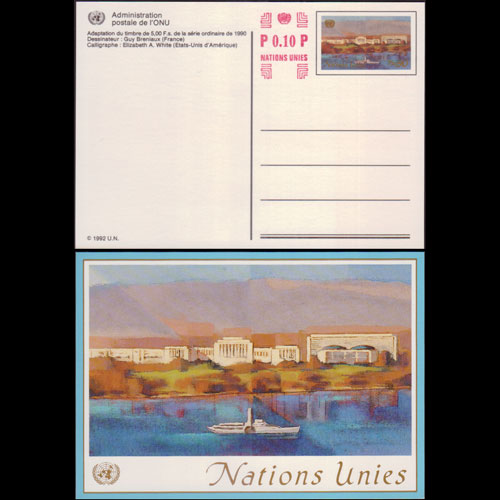 Administration
postale de l'ONU
Adaptation du timbre de 5,00 F.s. de la série ordinaire de 1990
Dessinateur : Guy Breniaux (France)
Calligraphe : Elizabeth A. White (Etats-Unis d'Amérique)
P 0.10 P
NATIONS UNIES
© 1992 U.N.
Nations Unies